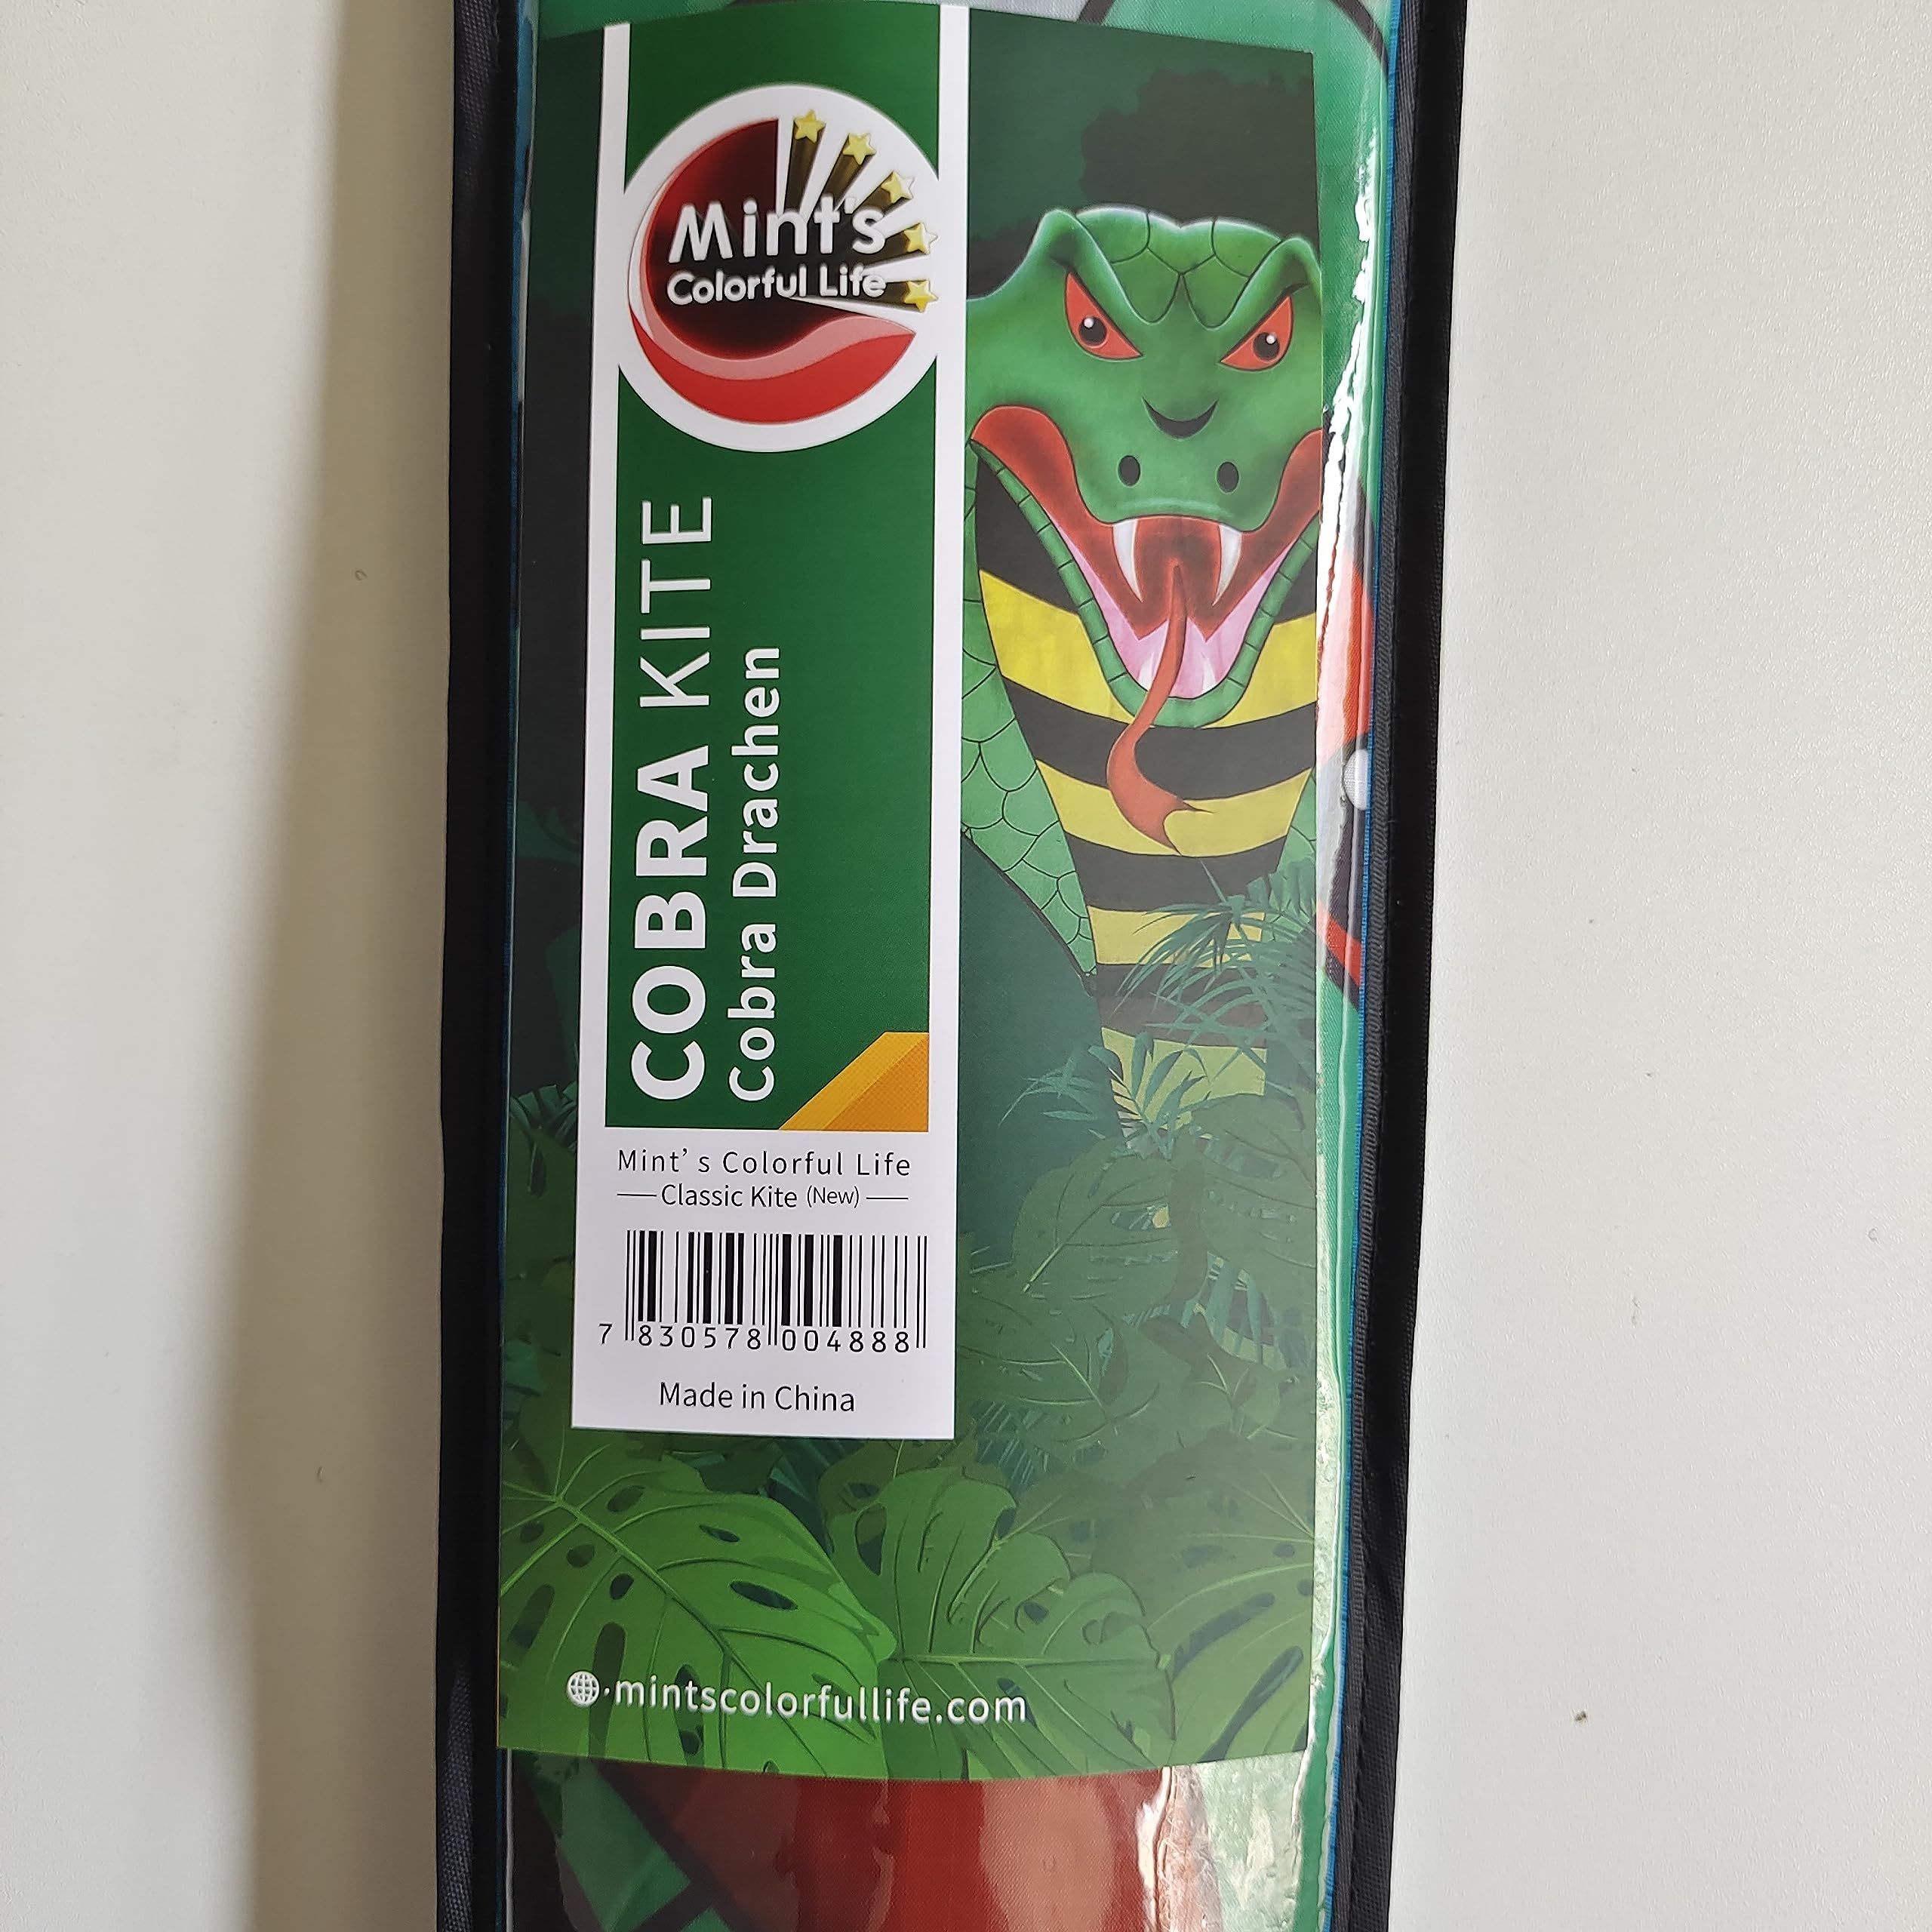 Mint's
Colorful Life
COBRA KITE
Cobra Drachen
Mint's Colorful Life
Classic Kite (New)
7 830578 004888
Made in China
mintscolorfullife.com